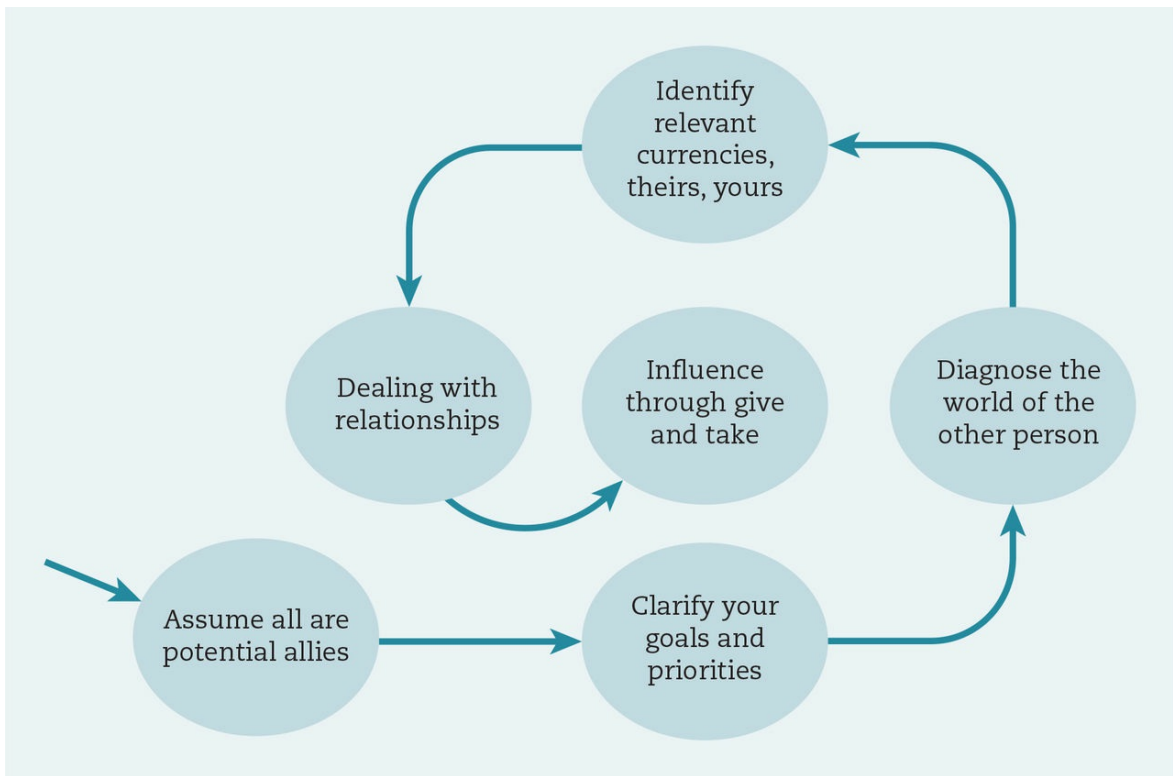 Identify
relevant
currencies,
theirs, yours
Dealing with
relationships
Influence
through give
and take
Diagnose the
world of the
other person
Assume all are
potential allies
Clarify your
goals and
priorities